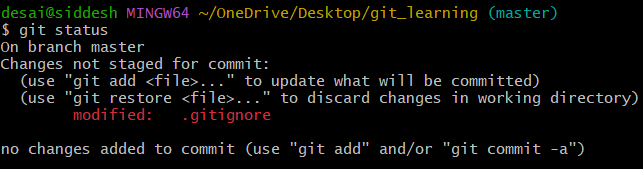 desai@siddesh MINGW64 ~/OneDrive/Desktop/git_learning (master)
$ git status
On branch master
Changes not staged for commit:
  (use "git add <file>..." to update what will be committed)
  (use "git restore <file>..." to discard changes in working directory)
        modified:   .gitignore

no changes added to commit (use "git add" and/or "git commit -a")